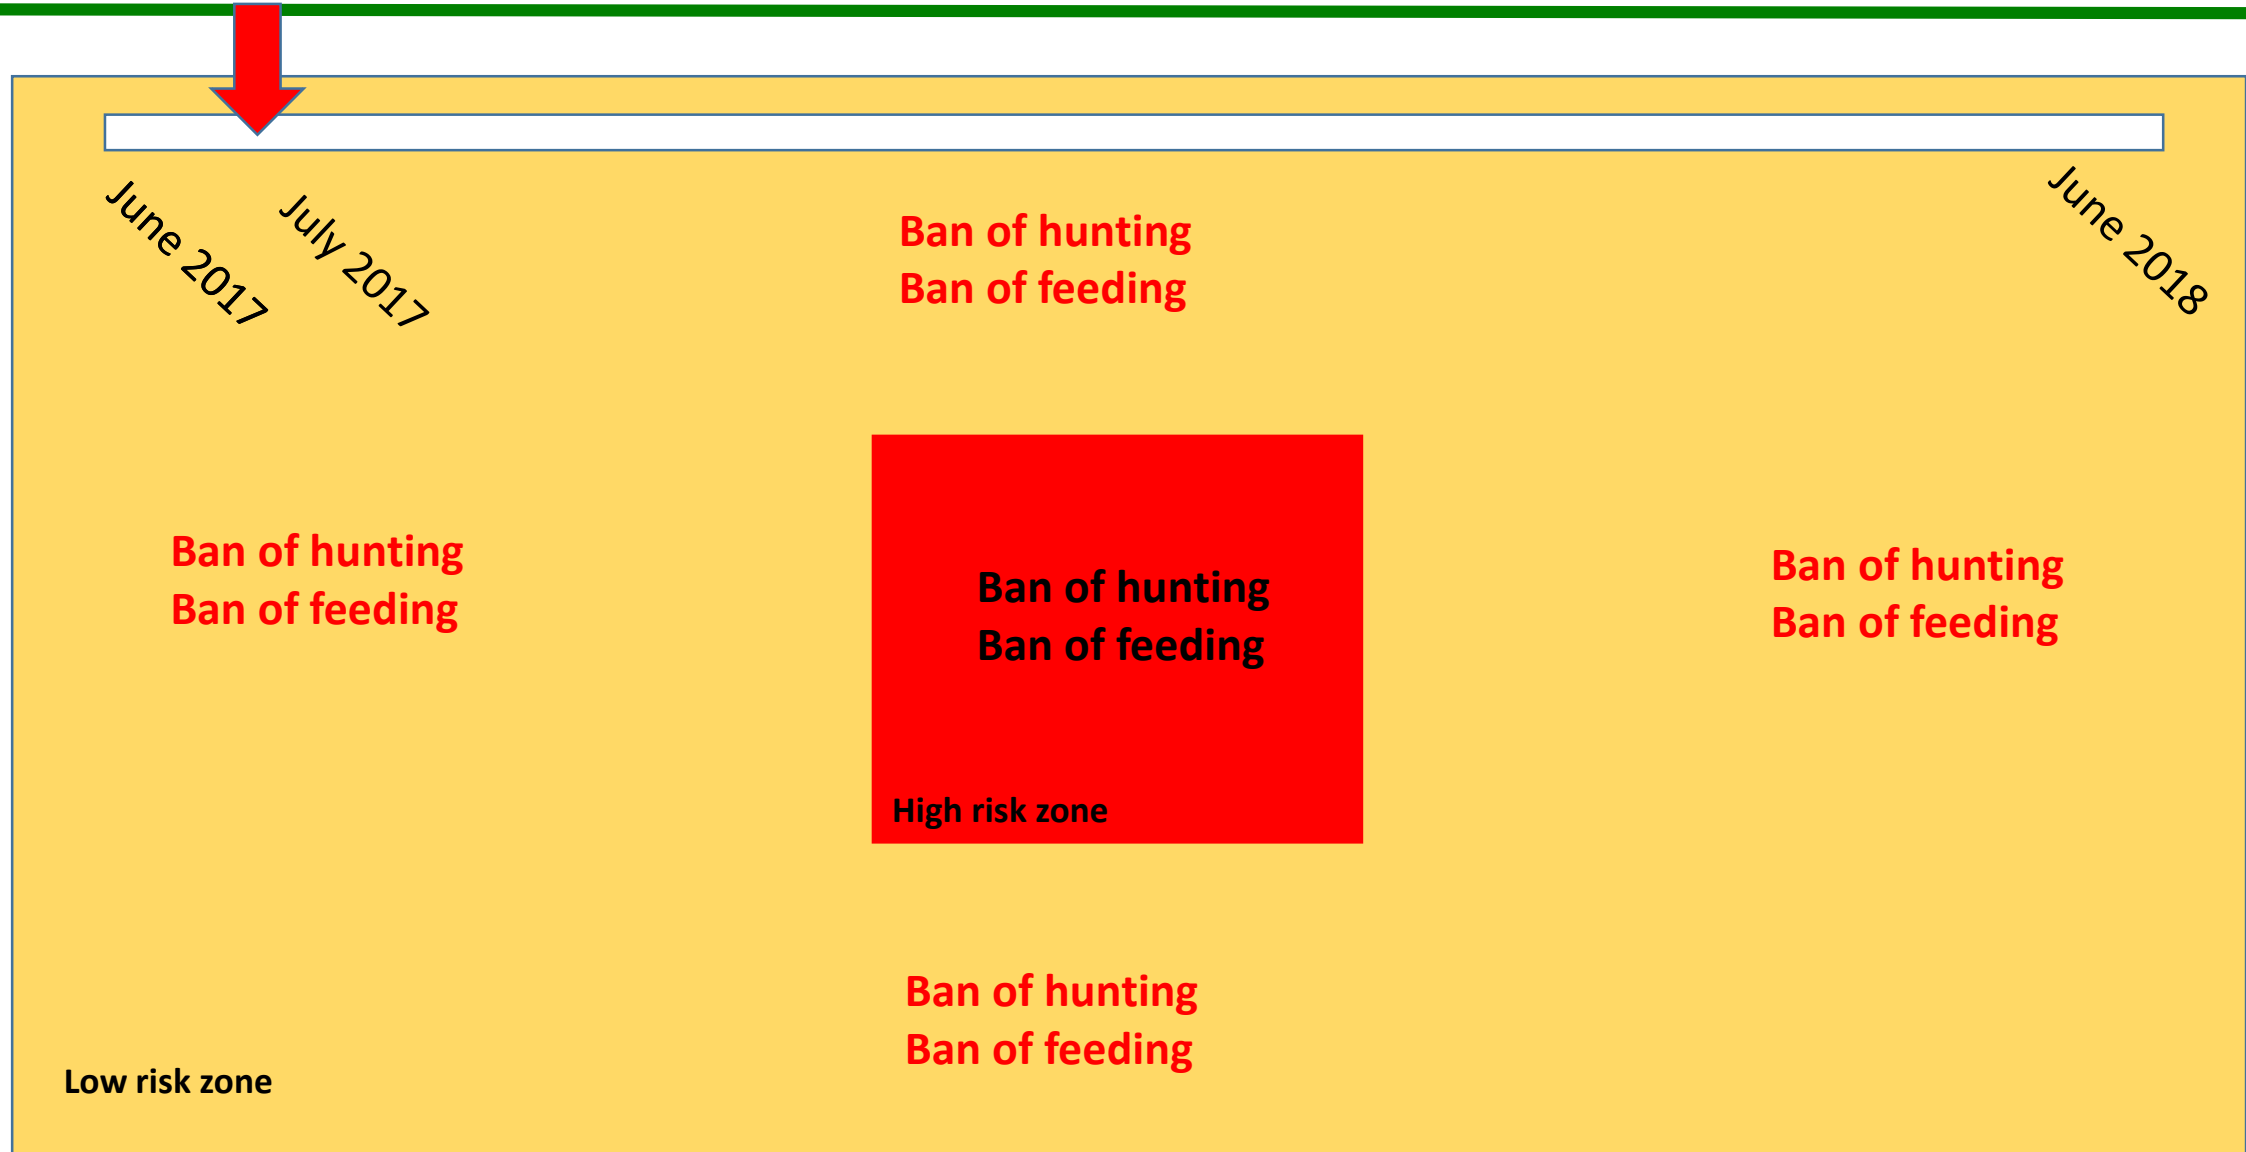 June 2017
July 2017
June 2018
Ban of hunting
Ban of feeding
Ban of hunting
Ban of feeding
Ban of hunting
Ban of feeding
High risk zone
Ban of hunting
Ban of feeding
Ban of hunting
Ban of feeding
Low risk zone